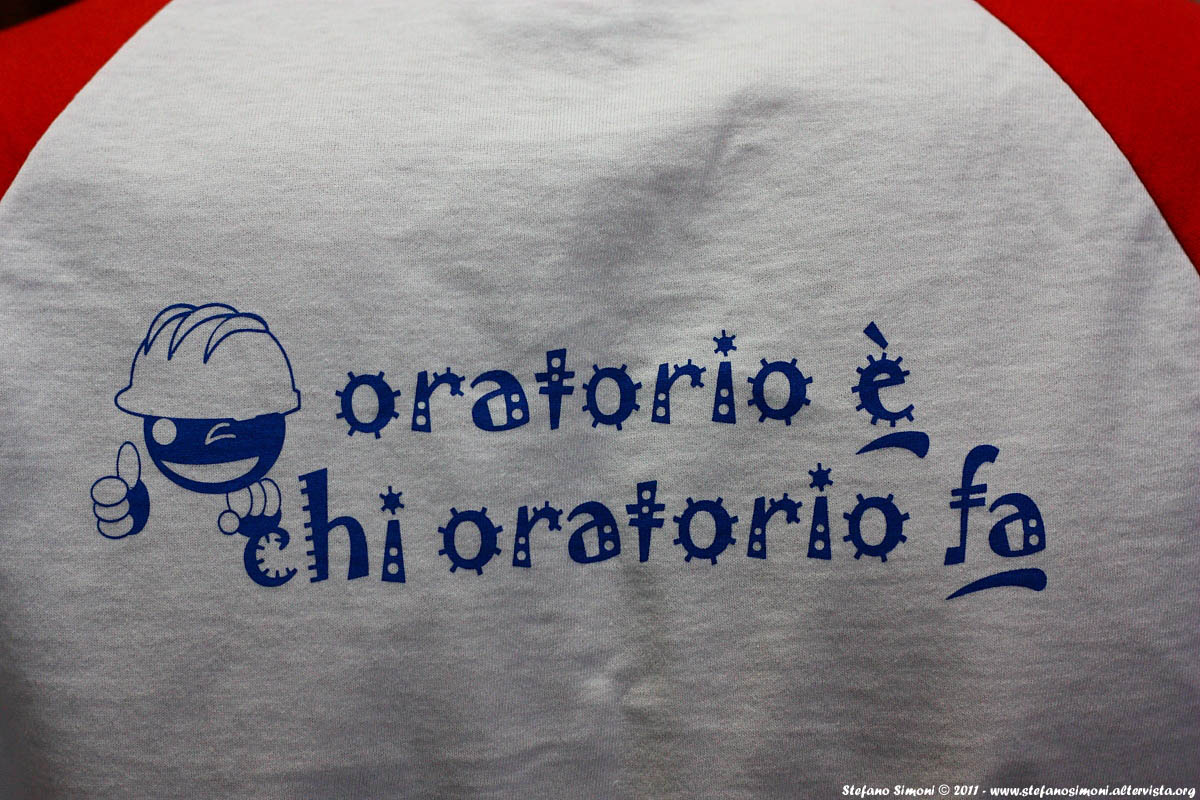 oratorio è
chi oratorio fa
Stefano Simoni © 2011 - www.stefanosimoni.altervista.org